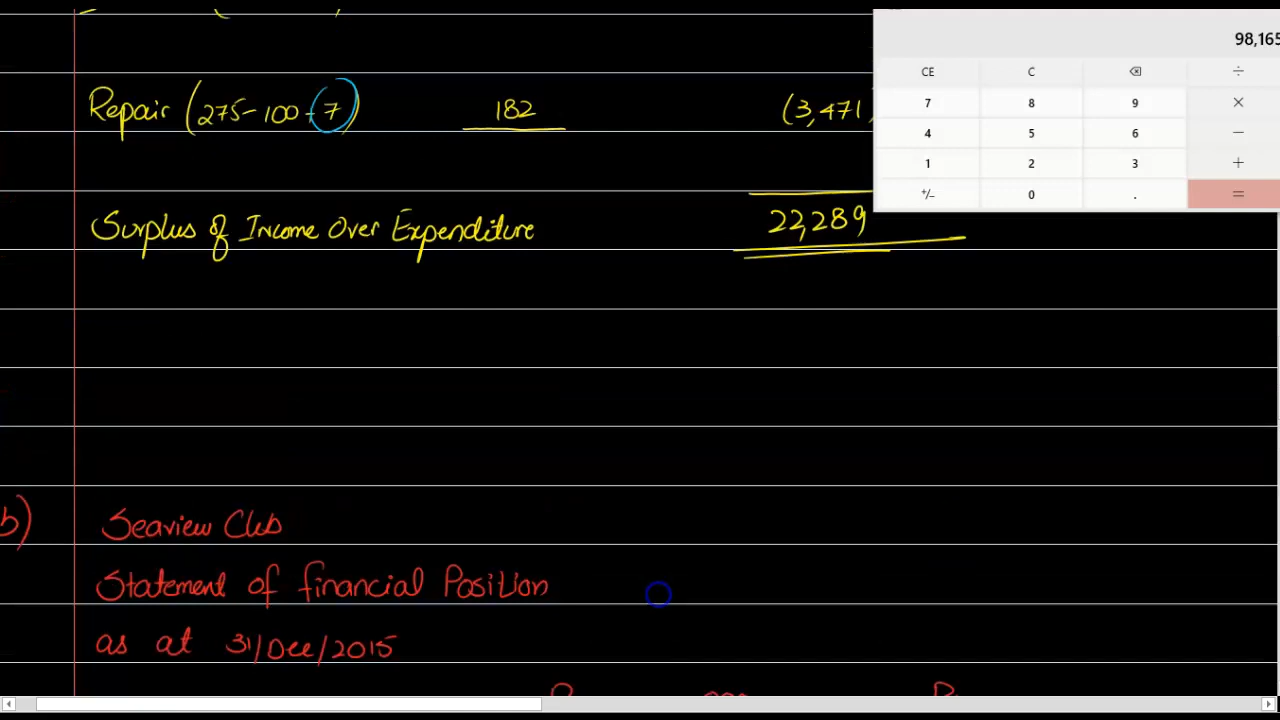 98,165
CE C ÷
7 8 9 ×
4 5 6 −
1 2 3 +
+/− 0 . =
Repair (275-100+7) 182 (3,471
Surplus of Income Over Expenditure 22,289
b) Seaview Club
Statement of financial Position
as at 31/Dec/2015